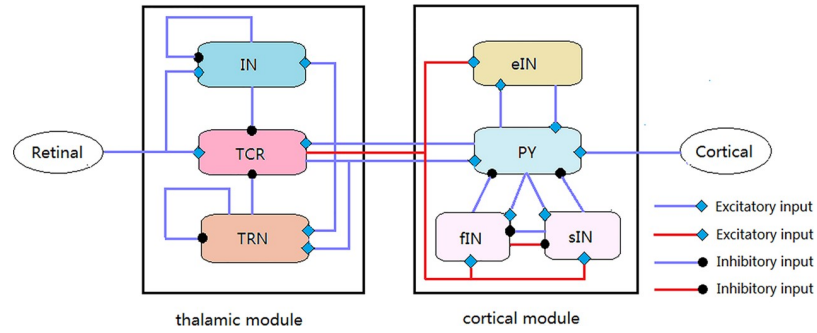 IN
eIN
Retinal
TCR
PY
Cortical
TRN
fIN
sIN
Excitatory input
Excitatory input
Inhibitory input
Inhibitory input
thalamic module
cortical module